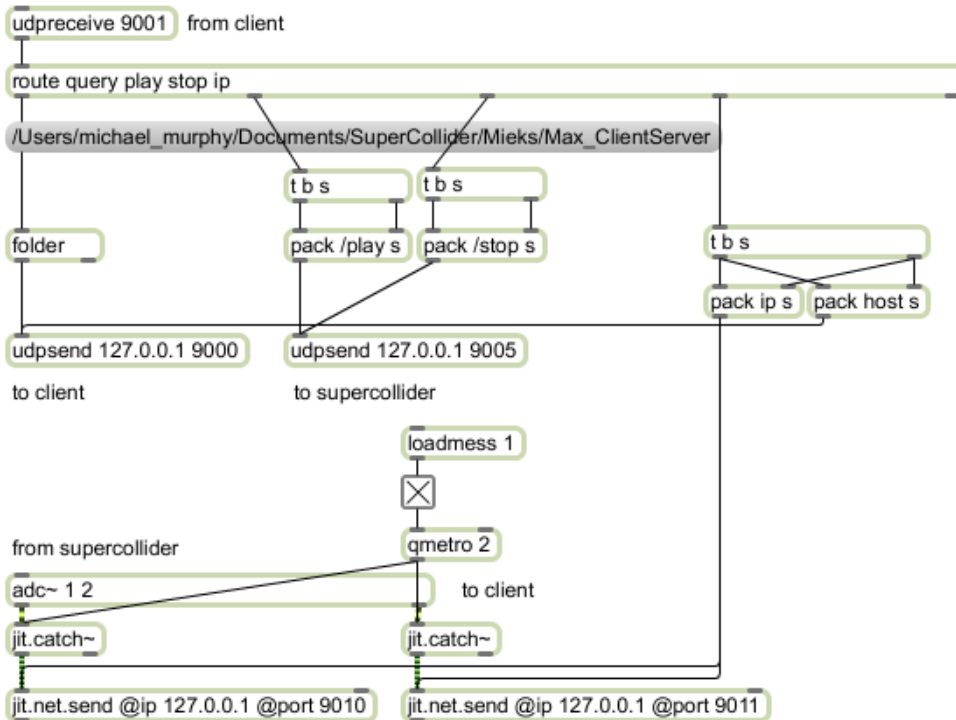 udpreceive 9001 from client
route query play stop ip
/Users/michael_murphy/Documents/SuperCollider/Mieks/Max_ClientServer
t b s t b s
folder pack /play s pack /stop s t b s
pack ip s pack host s
udpsend 127.0.0.1 9000 udpsend 127.0.0.1 9005
to client to supercollider
loadmess 1
qmetro 2
from supercollider
adc~ 1 2 to client
jit.catch~ jit.catch~
jit.net.send @ip 127.0.0.1 @port 9010 jit.net.send @ip 127.0.0.1 @port 9011